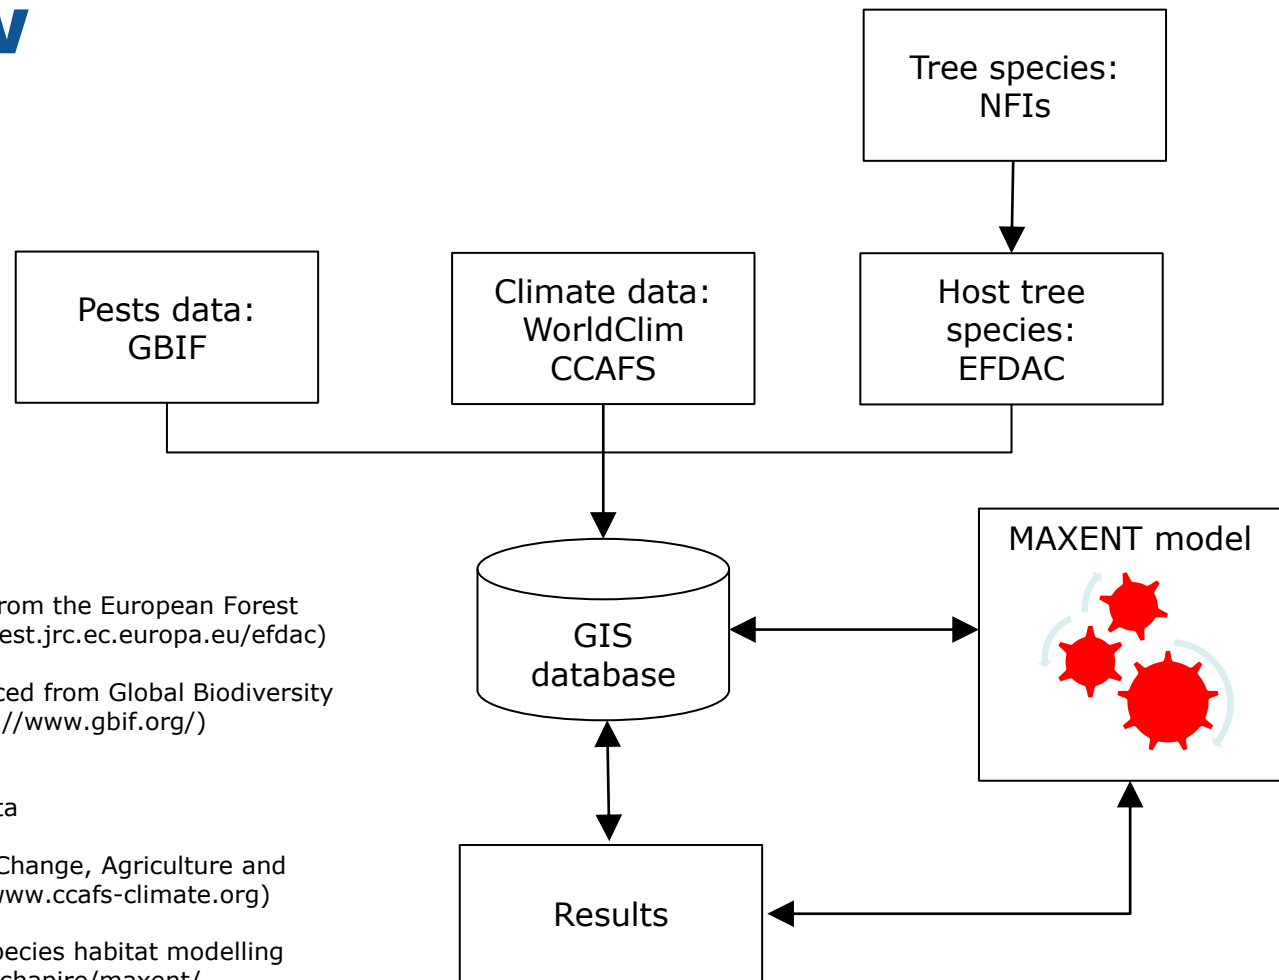 Tree species:
NFIs
Pests data:
GBIF
Climate data:
WorldClim
CCAFS
Host tree
species:
EFDAC
MAXENT model
GIS
database
Results
rom the European Forest
est.jrc.ec.europa.eu/efdac)
ced from Global Biodiversity
://www.gbif.org/)
ta
Change, Agriculture and
www.ccafs-climate.org)
pecies habitat modelling
chapire/maxent/